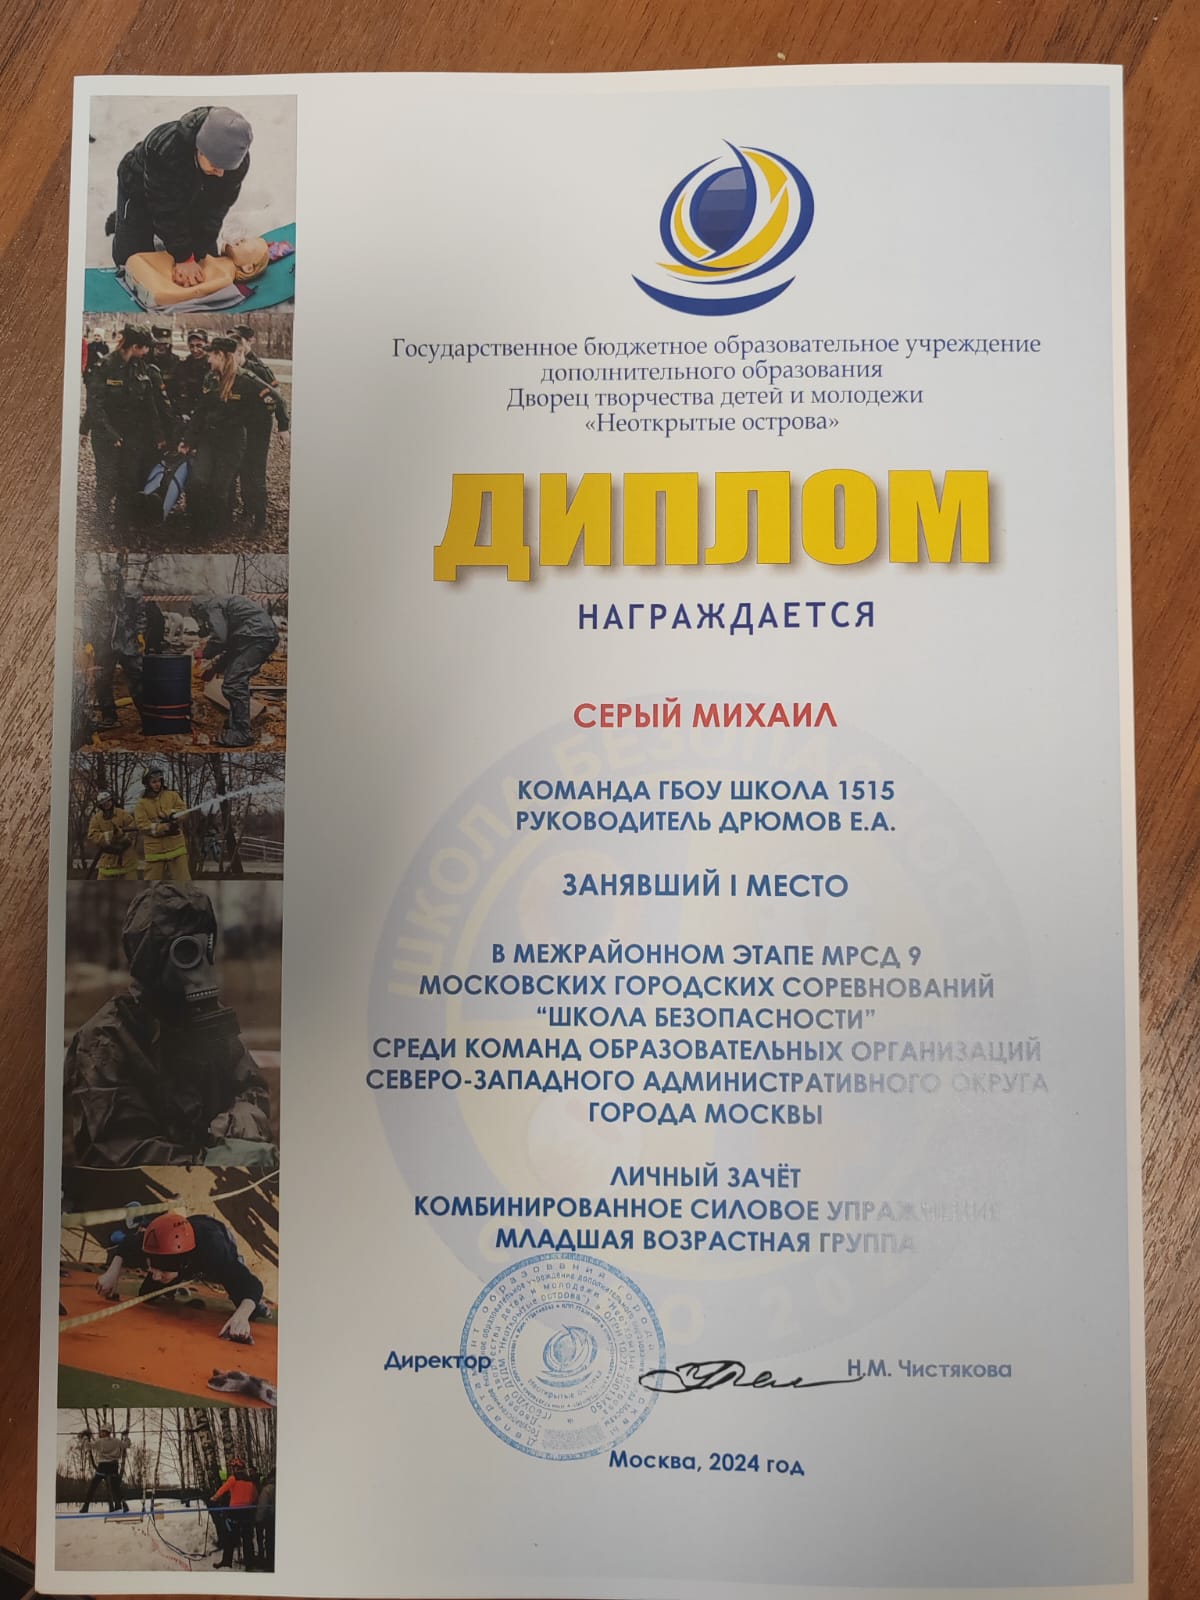 Государственное бюджетное образовательное учреждение
дополнительного образования
Дворец творчества детей и молодежи
«Неоткрытые острова»
ДИПЛОМ
НАГРАЖДАЕТСЯ
СЕРЫЙ МИХАИЛ
КОМАНДА ГБОУ ШКОЛА 1515
РУКОВОДИТЕЛЬ ДРЮМОВ Е.А.
ЗАНЯВШИЙ I МЕСТО
В МЕЖРАЙОННОМ ЭТАПЕ МРСД 9
МОСКОВСКИХ ГОРОДСКИХ СОРЕВНОВАНИЙ
“ШКОЛА БЕЗОПАСНОСТИ”
СРЕДИ КОМАНД ОБРАЗОВАТЕЛЬНЫХ ОРГАНИЗАЦИЙ
СЕВЕРО-ЗАПАДНОГО АДМИНИСТРАТИВНОГО ОКРУГА
ГОРОДА МОСКВЫ
ЛИЧНЫЙ ЗАЧЁТ
КОМБИНИРОВАННОЕ СИЛОВОЕ УПРАЖНЕНИЕ
МЛАДШАЯ ВОЗРАСТНАЯ ГРУППА
Директор
Н.М. Чистякова
Москва, 2024 год